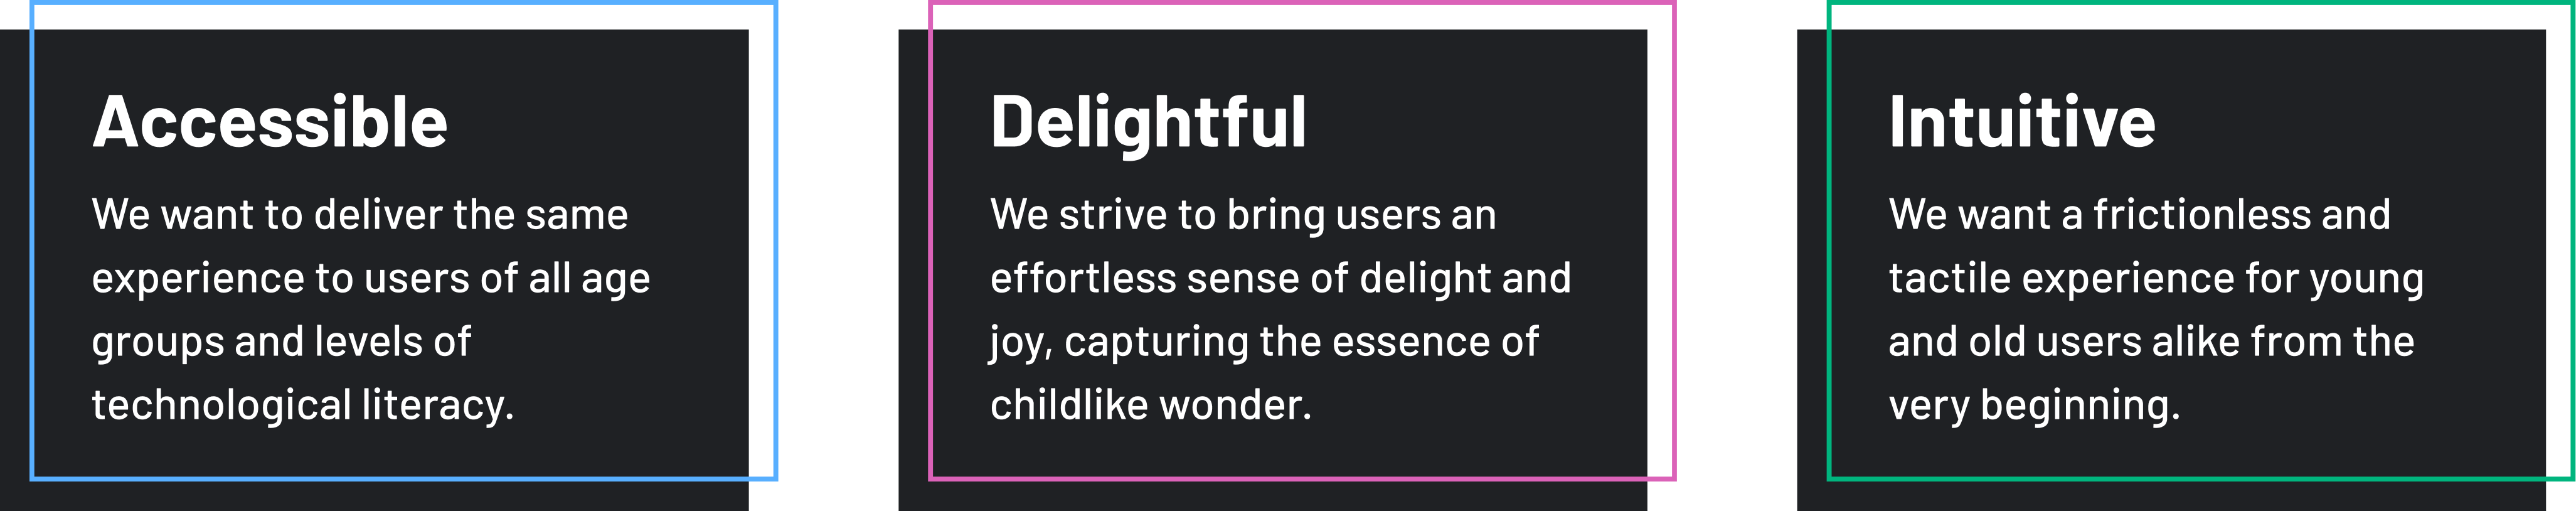 Accessible
We want to deliver the same
experience to users of all age
groups and levels of
technological literacy.
Delightful
We strive to bring users an
effortless sense of delight and
joy, capturing the essence of
childlike wonder.
Intuitive
We want a frictionless and
tactile experience for young
and old users alike from the
very beginning.